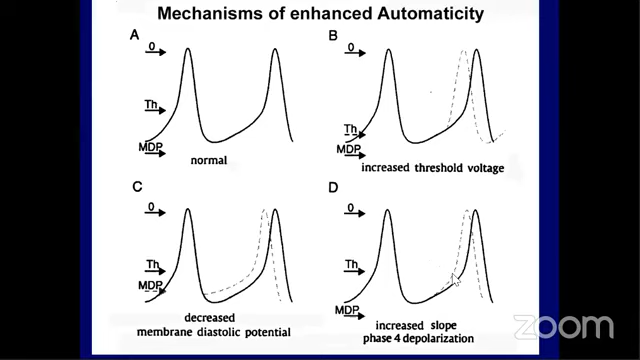 Mechanisms of enhanced Automaticity
A
0
Th
MDP
normal
B
0
Th
MDP
increased threshold voltage
C
0
Th
MDP
decreased
membrane diastolic potential
D
0
Th
MDP
increased slope
phase 4 depolarization
zoom